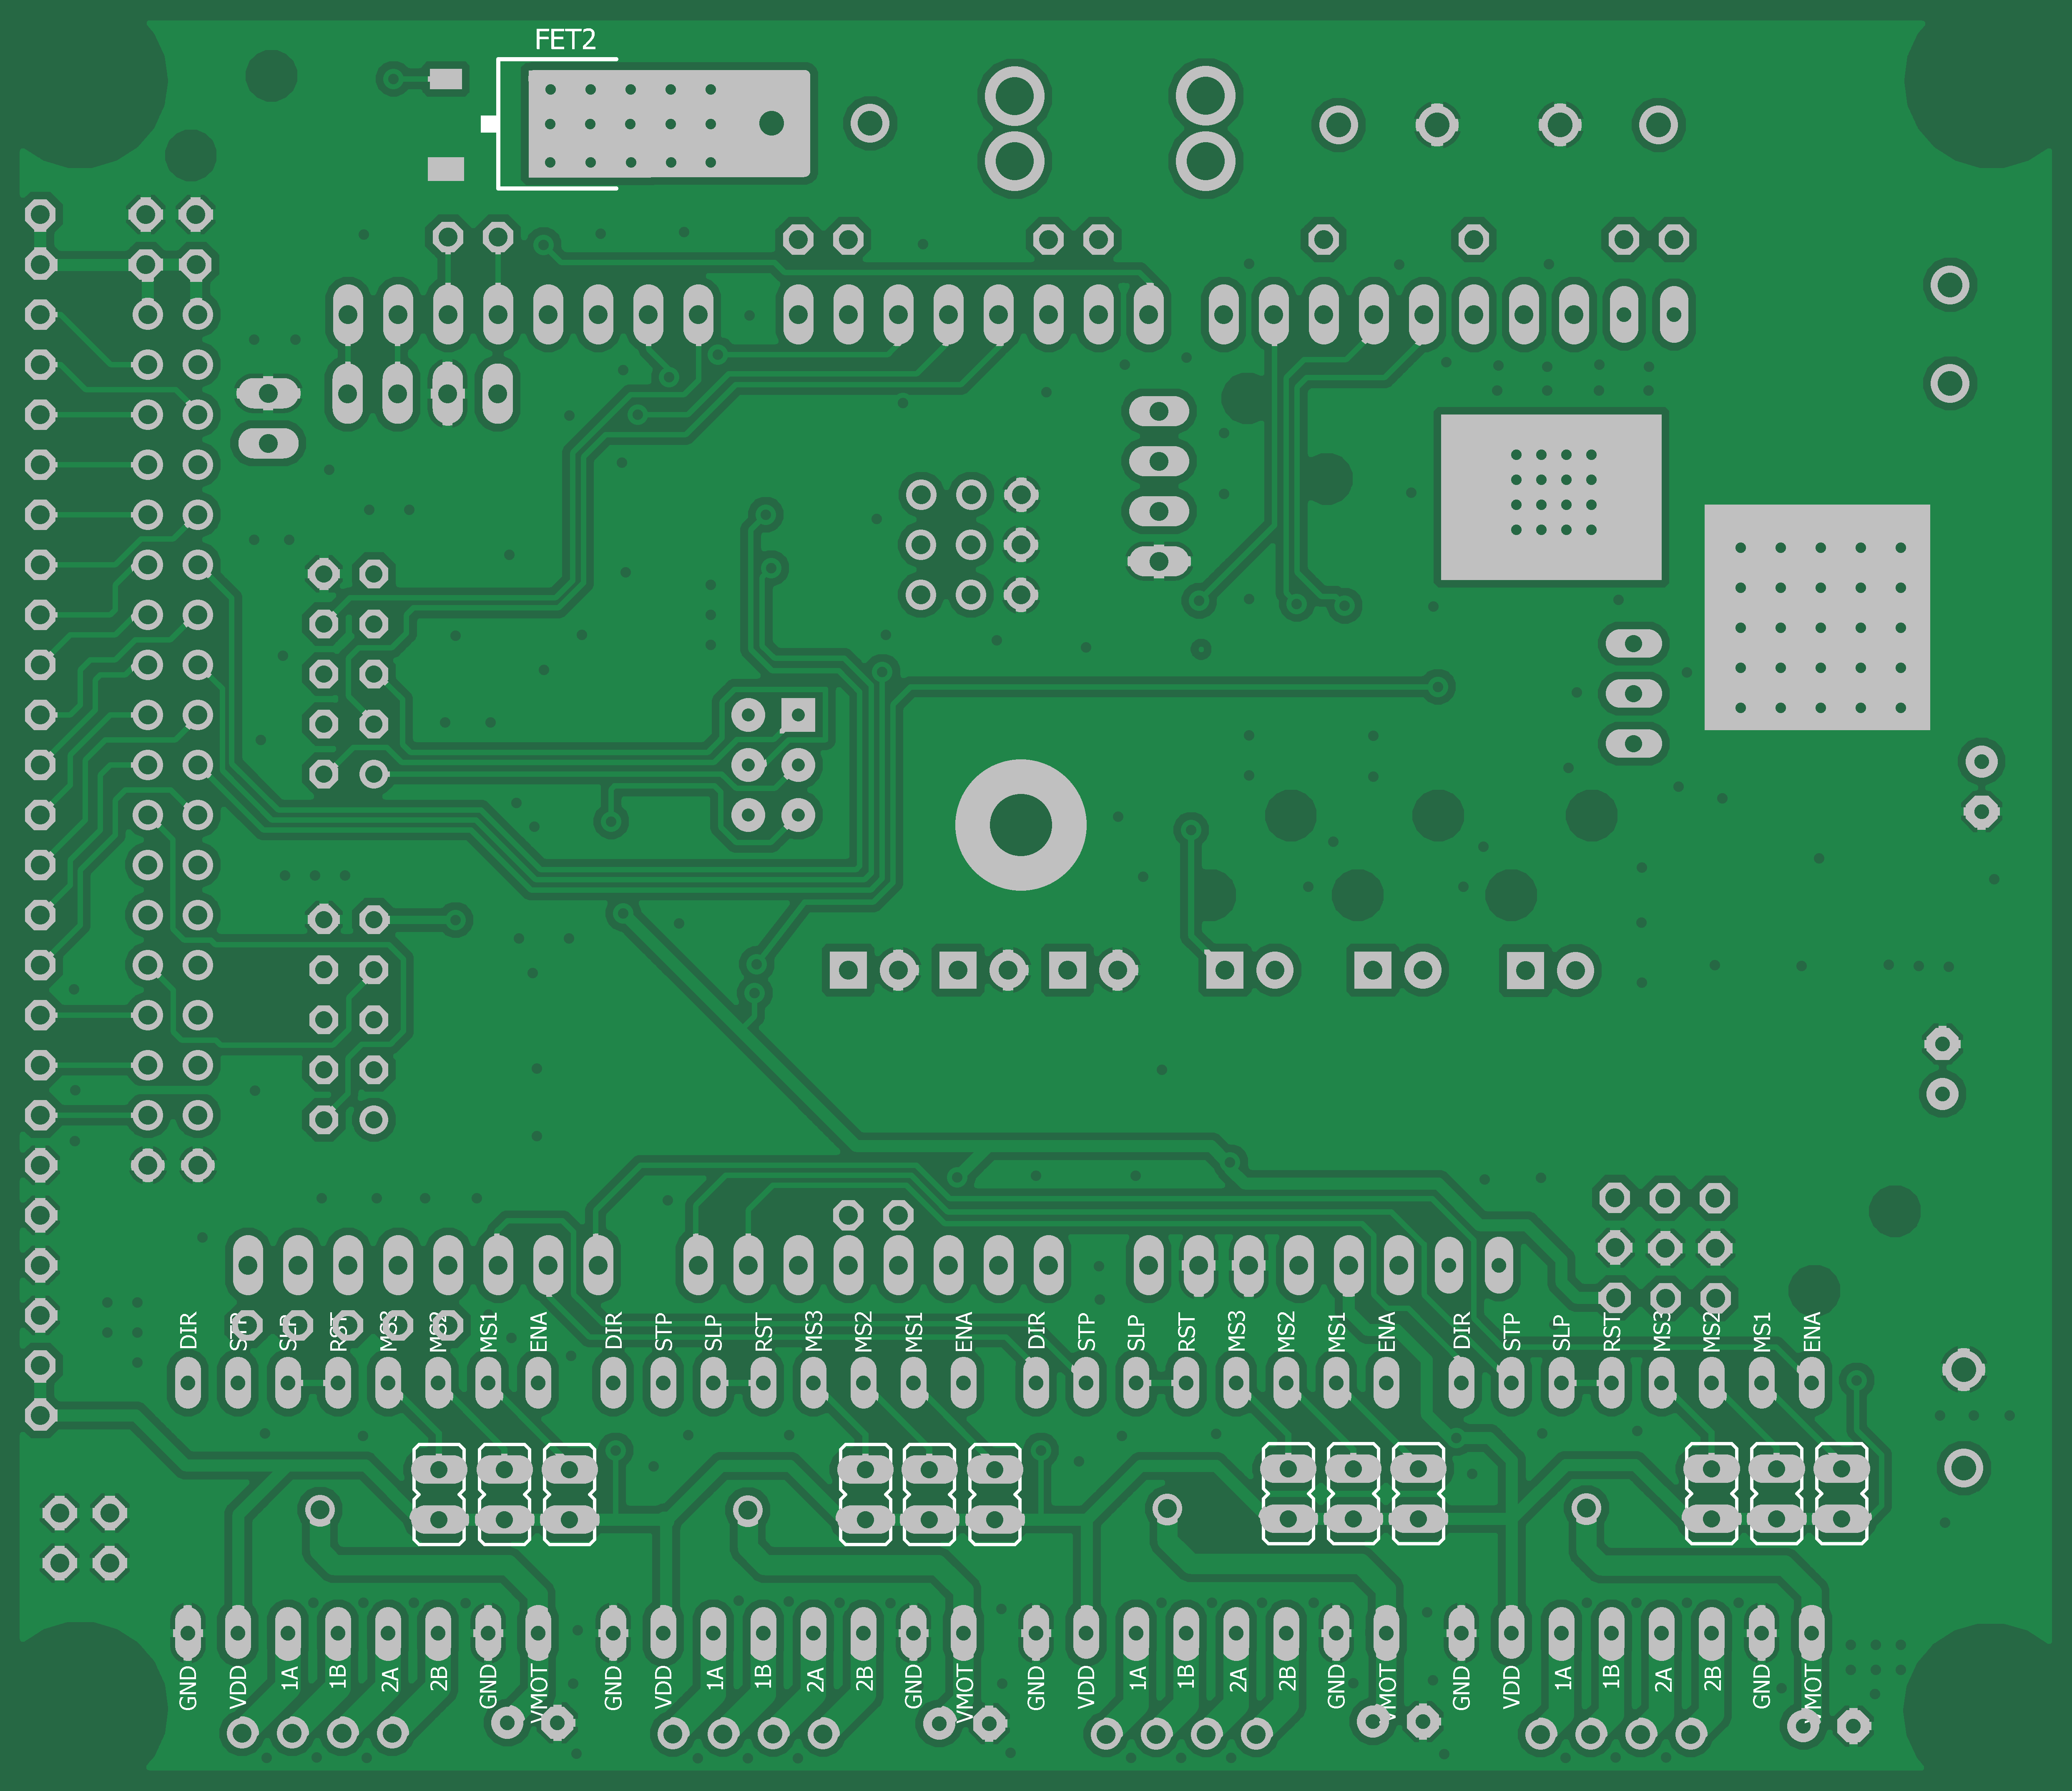 FET2
DIR STP SLP RST MS3 MS2 MS1 ENA DIR STP SLP RST MS3 MS2 MS1 ENA DIR STP SLP RST MS3 MS2 MS1 ENA DIR STP SLP RST MS3 MS2 MS1 ENA
GND VDD 1A 1B 2A 2B GND VMOT GND VDD 1A 1B 2A 2B GND VMOT GND VDD 1A 1B 2A 2B GND VMOT GND VDD 1A 1B 2A 2B GND VMOT